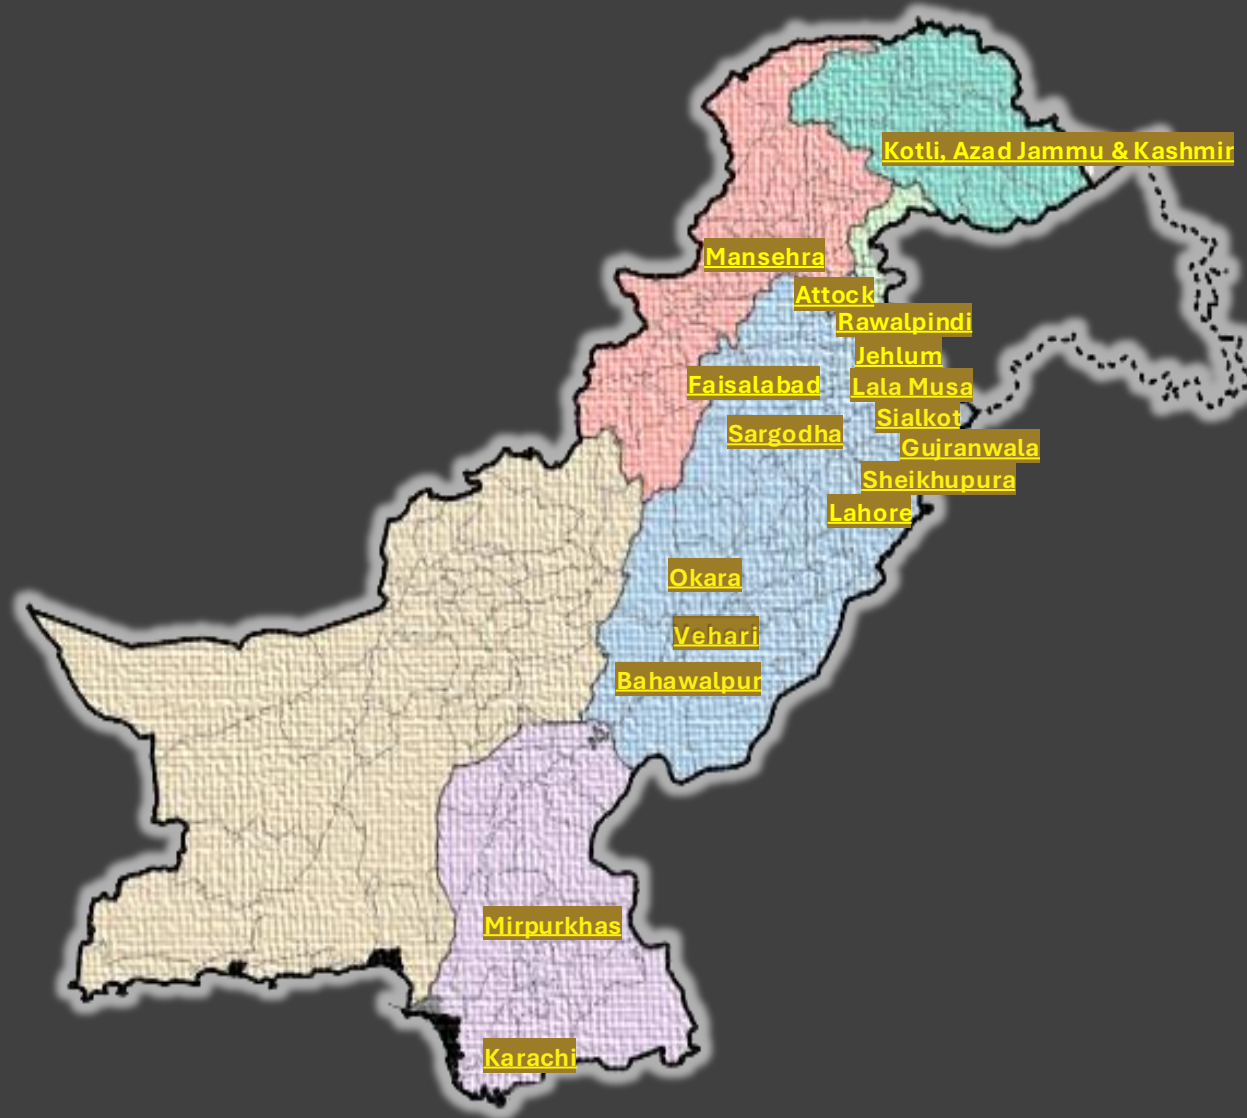 Kotli, Azad Jammu & Kashmir
Mansehra
Attock
Rawalpindi
Jehlum
Faisalabad
Lala Musa
Sialkot
Sargodha
Gujranwala
Sheikhupura
Lahore
Okara
Vehari
Bahawalpur
Mirpurkhas
Karachi